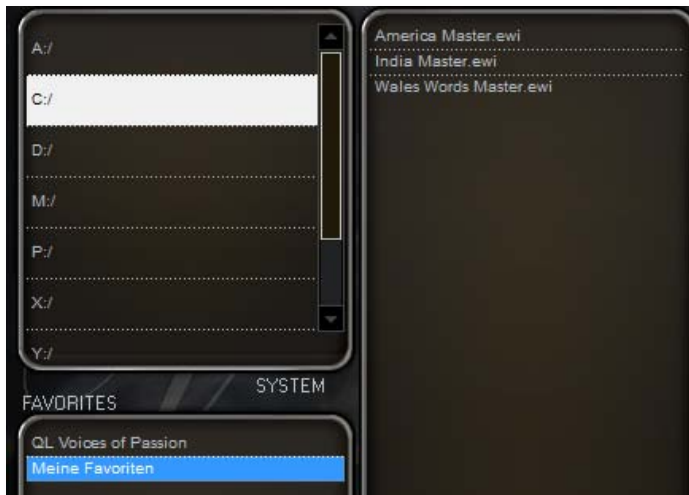 A:/
C:/
D:/
M:/
P:/
X:/
Y:/
SYSTEM
FAVORITES
QL Voices of Passion
Meine Favoriten
America Master.ewi
India Master.ewi
Wales Words Master.ewi